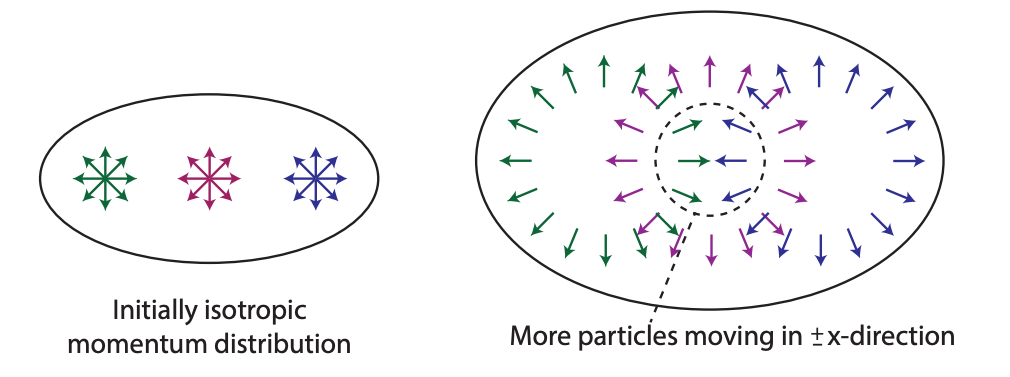 Initially isotropic
momentum distribution
More particles moving in ±x-direction